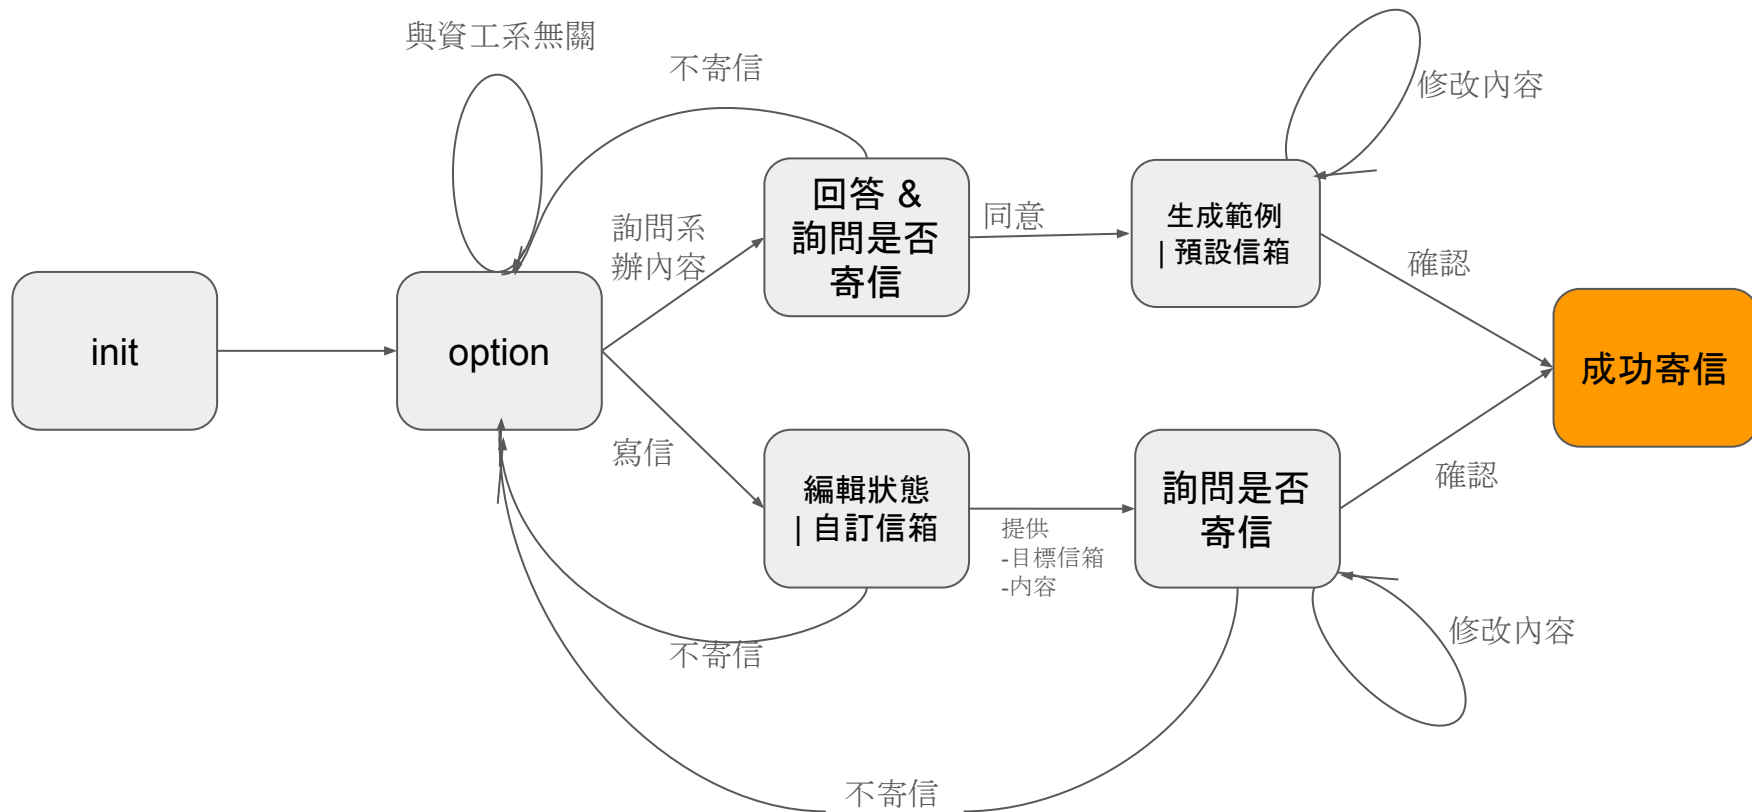 與資工系無關
不寄信
修改內容
詢問系
辦內容
回答 &
詢問是否
寄信
同意
生成範例
| 預設信箱
確認
init
option
成功寄信
寫信
編輯狀態
| 自訂信箱
提供
-目標信箱
-內容
詢問是否
寄信
確認
不寄信
修改內容
不寄信